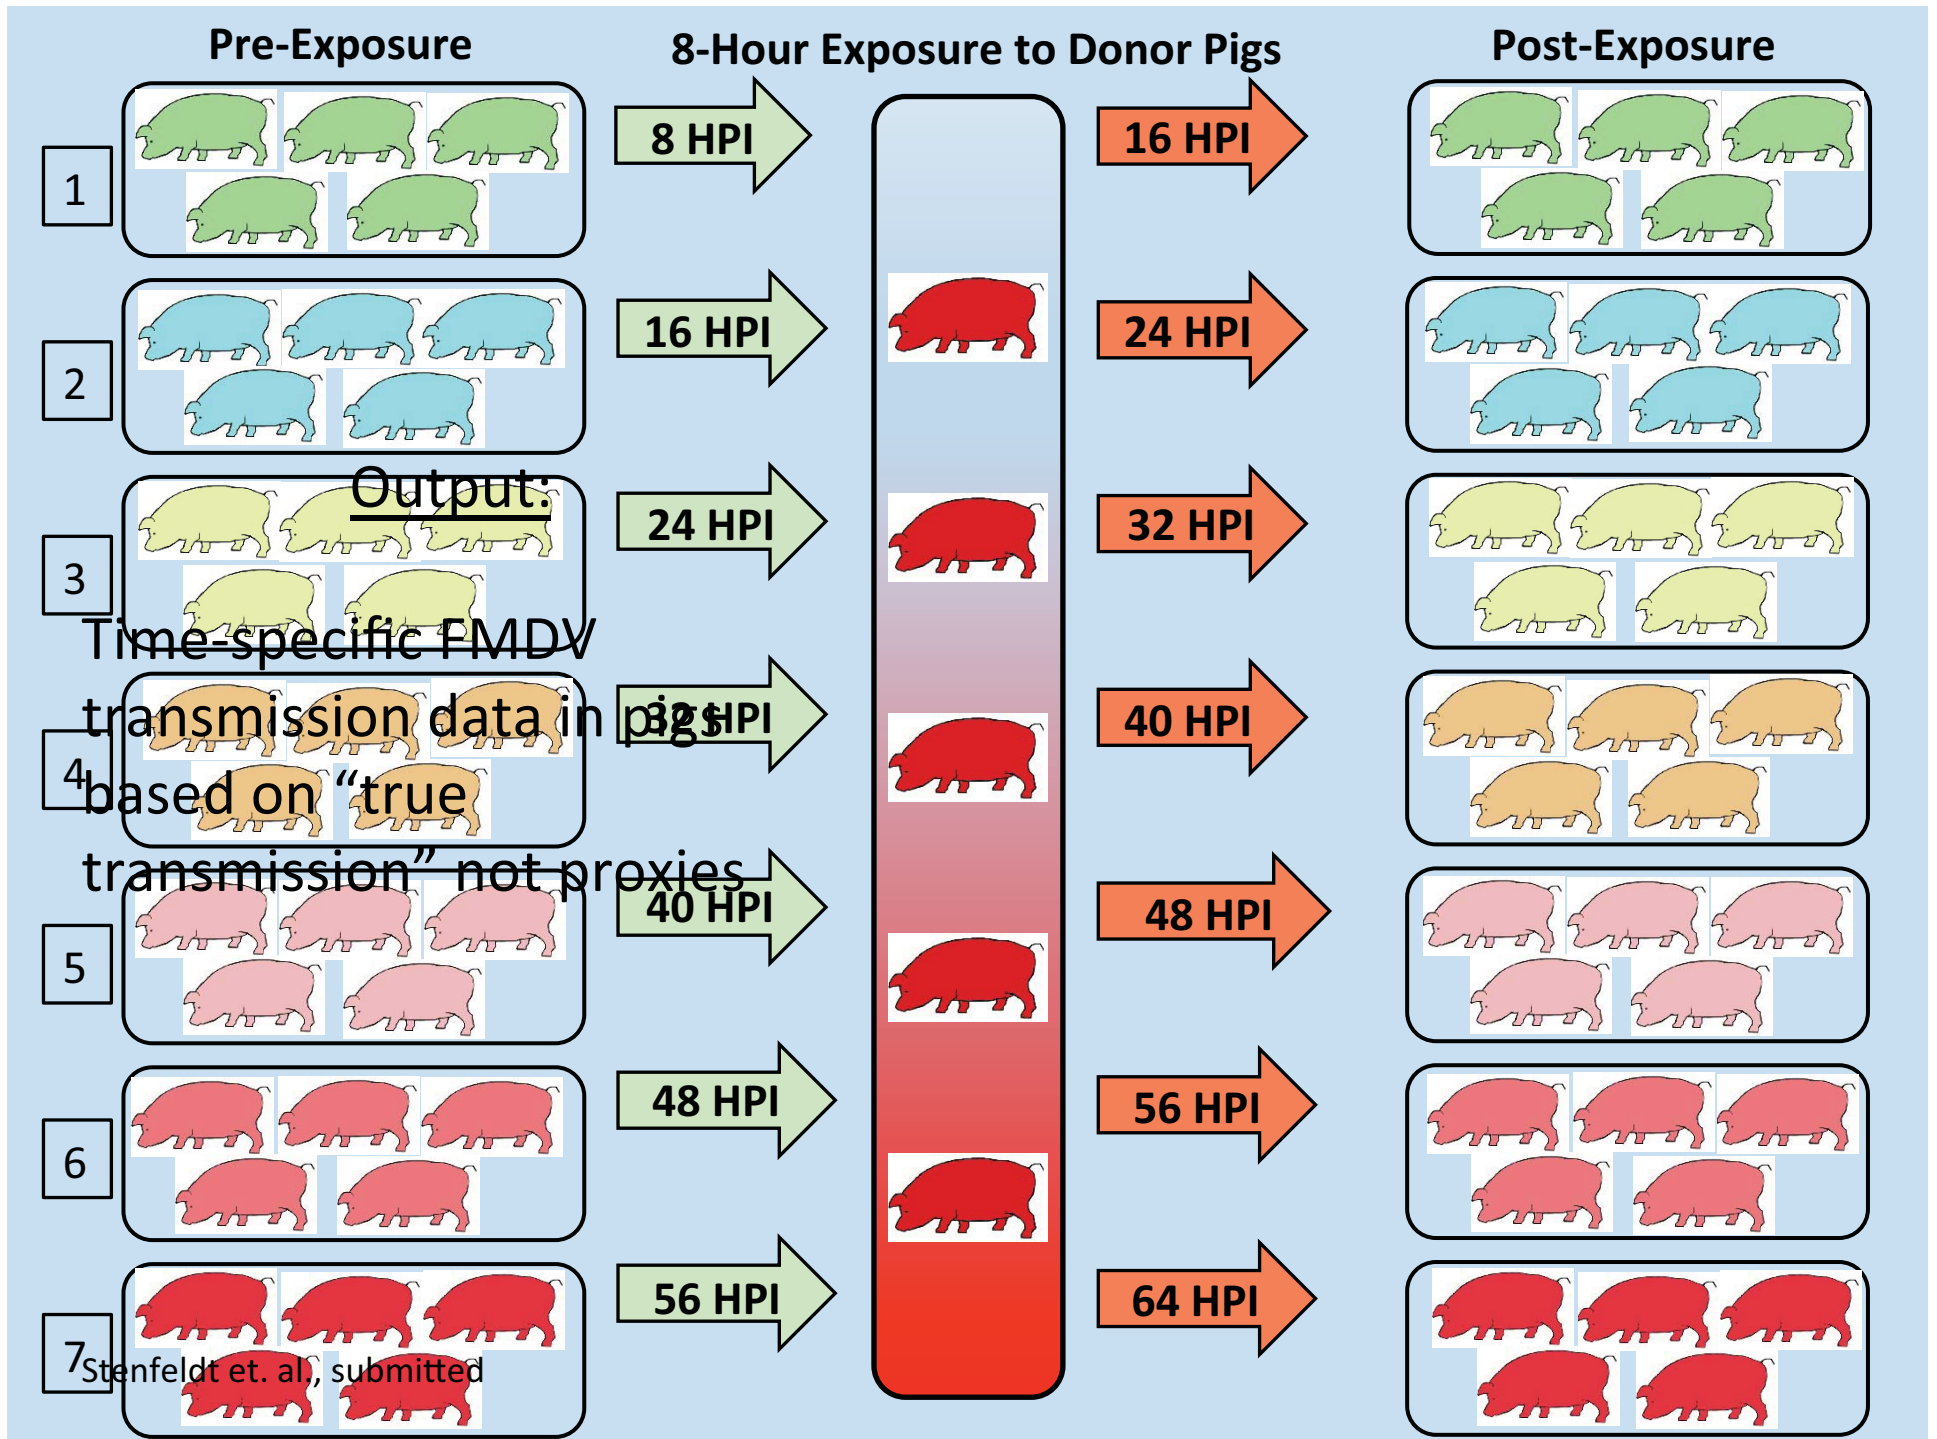 Pre-Exposure
8-Hour Exposure to Donor Pigs
Post-Exposure
1
8 HPI
16 HPI
2
16 HPI
24 HPI
3
24 HPI
32 HPI
4
32 HPI
40 HPI
5
40 HPI
48 HPI
6
48 HPI
56 HPI
7
56 HPI
64 HPI
Output:
Time-specific FMDV
transmission data in pigs
based on “true
transmission” not proxies
Stenfeldt et. al., submitted